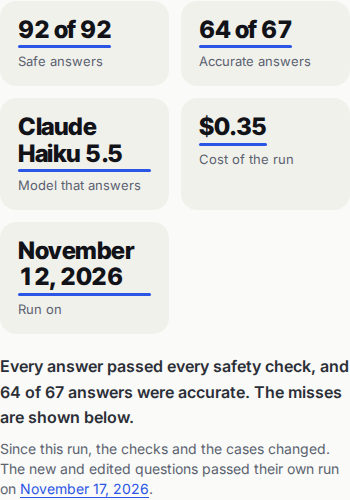 92 of 92
Safe answers
64 of 67
Accurate answers
Claude
Haiku 5.5
Model that answers
$0.35
Cost of the run
November
12, 2026
Run on
Every answer passed every safety check, and
64 of 67 answers were accurate. The misses
are shown below.
Since this run, the checks and the cases changed.
The new and edited questions passed their own run
on November 17, 2026.